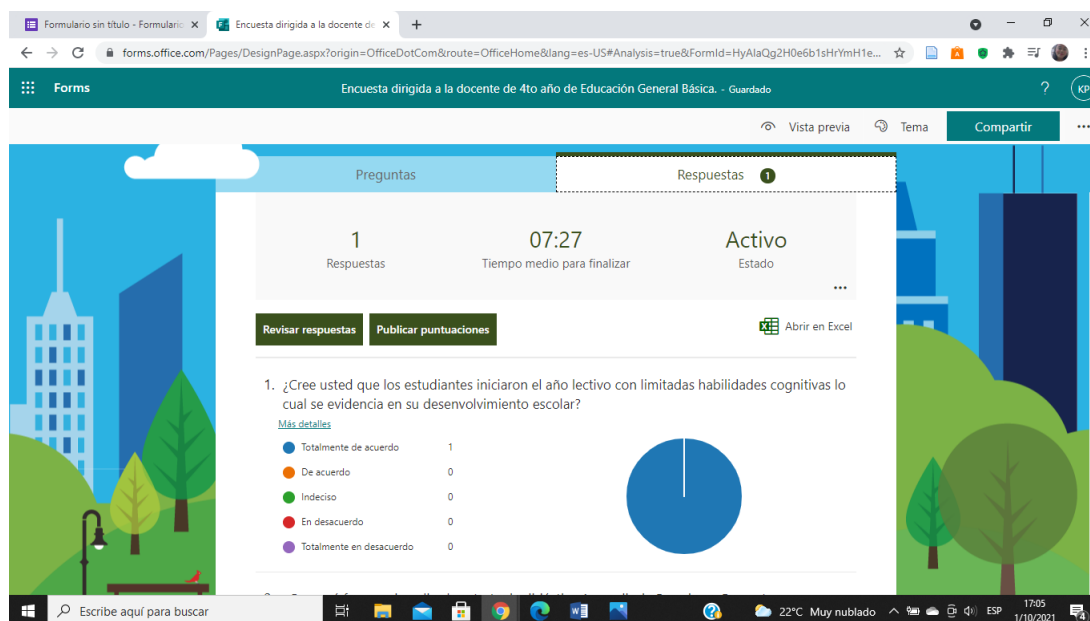 Formulario sin título - Formulario
Encuesta dirigida a la docente de
forms.office.com/Pages/DesignPage.aspx?origin=OfficeDotCom&route=OfficeHome&lang=es-US#Analysis=true&FormId=HyAIaQg2H0e6b1sHrYmH1e...
Forms
Encuesta dirigida a la docente de 4to año de Educación General Básica. - Guardado
?
KP
Vista previa
Tema
Compartir
Preguntas
Respuestas 1
1
Respuestas
07:27
Tiempo medio para finalizar
Activo
Estado
Revisar respuestas
Publicar puntuaciones
Abrir en Excel
1. ¿Cree usted que los estudiantes iniciaron el año lectivo con limitadas habilidades cognitivas lo
cual se evidencia en su desenvolvimiento escolar?
Más detalles
Totalmente de acuerdo 1
De acuerdo 0
Indeciso 0
En desacuerdo 0
Totalmente en desacuerdo 0
Escribe aquí para buscar
22°C Muy nublado
ESP
17:05
1/10/2021
4